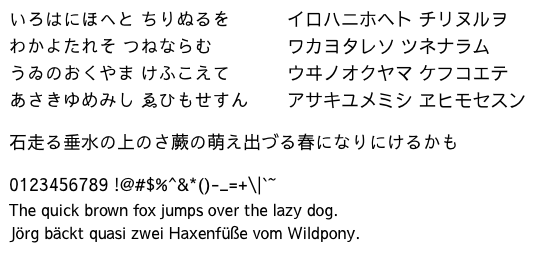 いろはにほへと ちりぬるを
わかよたれそ つねならむ
うゐのおくやま けふこえて
あさきゆめみし ゑひもせすん
イロハニホヘト チリヌルヲ
ワカヨタレソ ツネナラム
ウヰノオクヤマ ケフコエテ
アサキユメミシ ヱヒモセスン
石走る垂水の上のさ蕨の萌え出づる春になりにけるかも
0123456789 !@#$%^&*()-_=+\|`~
The quick brown fox jumps over the lazy dog.
Jörg bäckt quasi zwei Haxenfüße vom Wildpony.